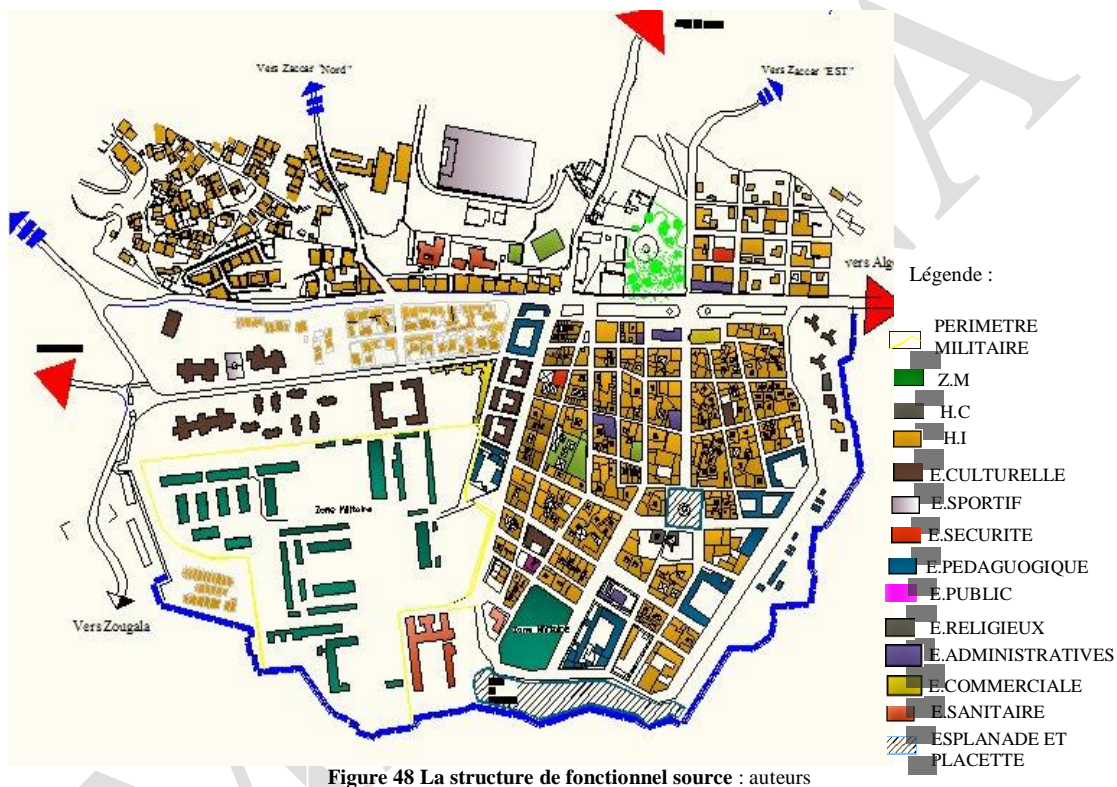 Vers Zaccar "Nord"
Vers Zaccar "EST"
vers Alg
Légende :
PERIMETRE
MILITAIRE
Z.M
H.C
H.I
E.CULTURELLE
E.SPORTIF
E.SECURITE
E.PEDAGUOGIQUE
E.PUBLIC
E.RELIGIEUX
E.ADMINISTRATIVES
E.COMMERCIALE
E.SANITAIRE
ESPLANADE ET
PLACETTE
Zone Militaire
Zone Militaire
Vers Zougala
Figure 48 La structure de fonctionnel source : auteurs